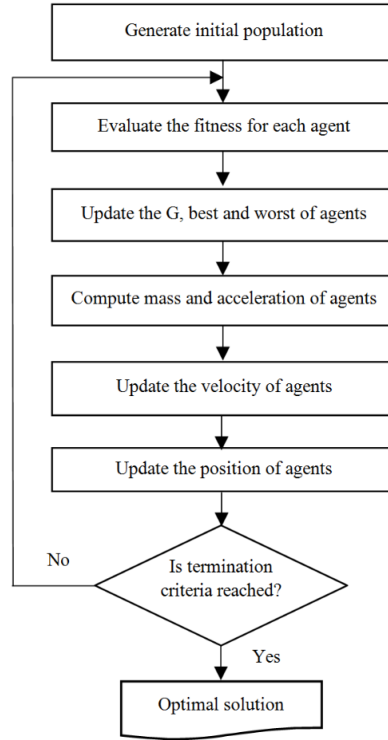 Generate initial population
Evaluate the fitness for each agent
Update the G, best and worst of agents
Compute mass and acceleration of agents
Update the velocity of agents
Update the position of agents
Is termination
criteria reached?
No
Yes
Optimal solution